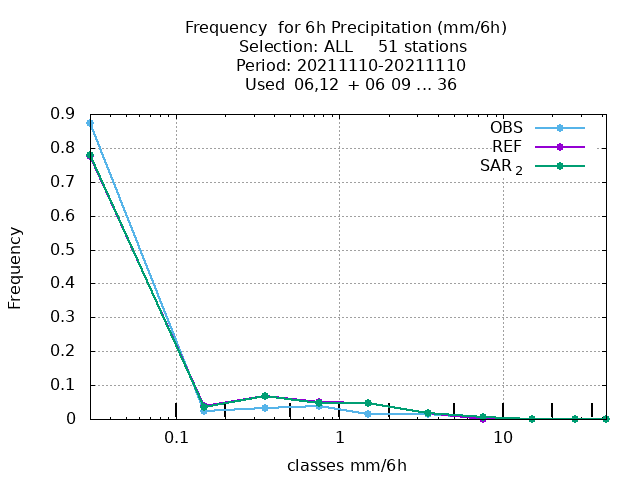 Frequency  for 6h Precipitation (mm/6h)
Selection: ALL     51 stations
Period: 20211110-20211110
Used  06,12  + 06 09 ... 36
OBS
REF
SAR 2
0.9
0.8
0.7
0.6
0.5
0.4
0.3
0.2
0.1
0
Frequency
0.1 1 10
classes mm/6h